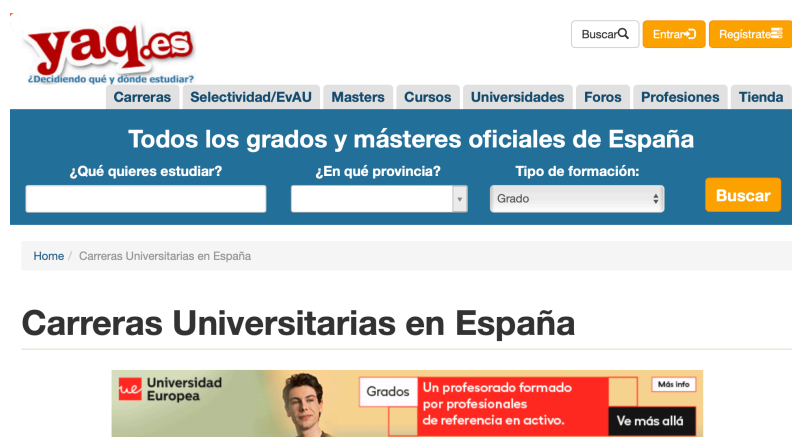 yaq.es
¿Decidiendo qué y dónde estudiar?
Buscar Entrar Regístrate
Carreras Selectividad/EvAU Masters Cursos Universidades Foros Profesiones Tienda
Todos los grados y másteres oficiales de España
¿Qué quieres estudiar? ¿En qué provincia? Tipo de formación:
Grado
Buscar
Home / Carreras Universitarias en España
Carreras Universitarias en España
ue Universidad
Europea
Grados
Un profesorado formado
por profesionales
de referencia en activo.
Más info
Ve más allá